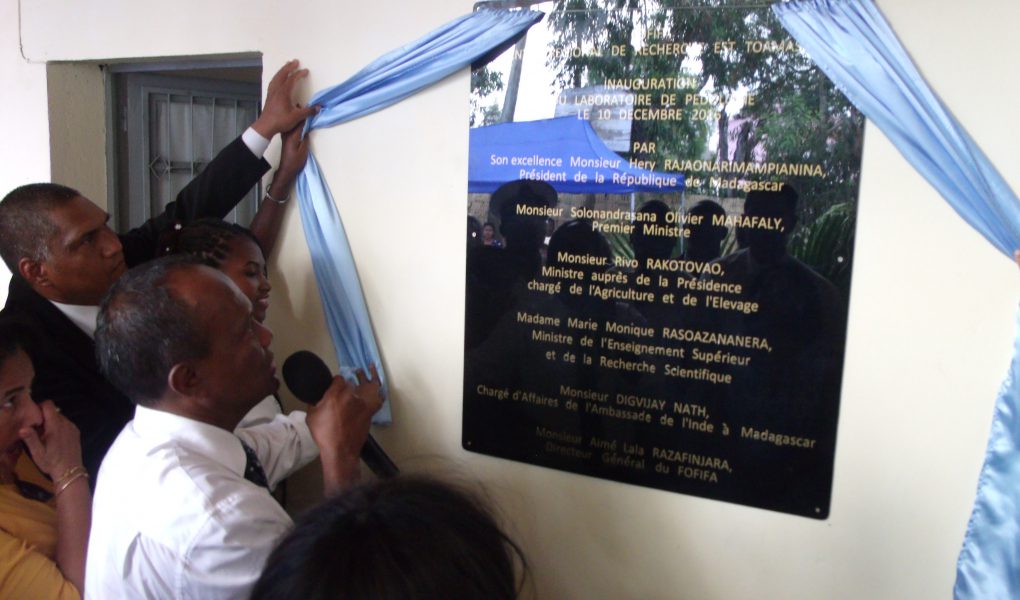 DE RECHERCHE EST
INAUGURATION
LABORATOIRE DE
LE 10 DECEMBRE 2016
PAR
Son excellence Monsieur Hery RAJAONARIMAMPIANINA,
Président de la République de Madagascar
Monsieur Solonandrasana Olivier MAHAFALY,
Premier Ministre
Monsieur Rivo RAKOTOVAO,
Ministre auprès de la Présidence
chargé de l'Agriculture et de l'Elevage
Madame Marie Monique RASOAZANANERA,
Ministre de l'Enseignement Supérieur
et de la Recherche Scientifique
Monsieur DIGVIJAY NATH,
Chargé d'Affaires de l'Ambassade de l'Inde à Madagascar
Monsieur Aimé Lala RAZAFINJARA,
Directeur Général du FOFIFA